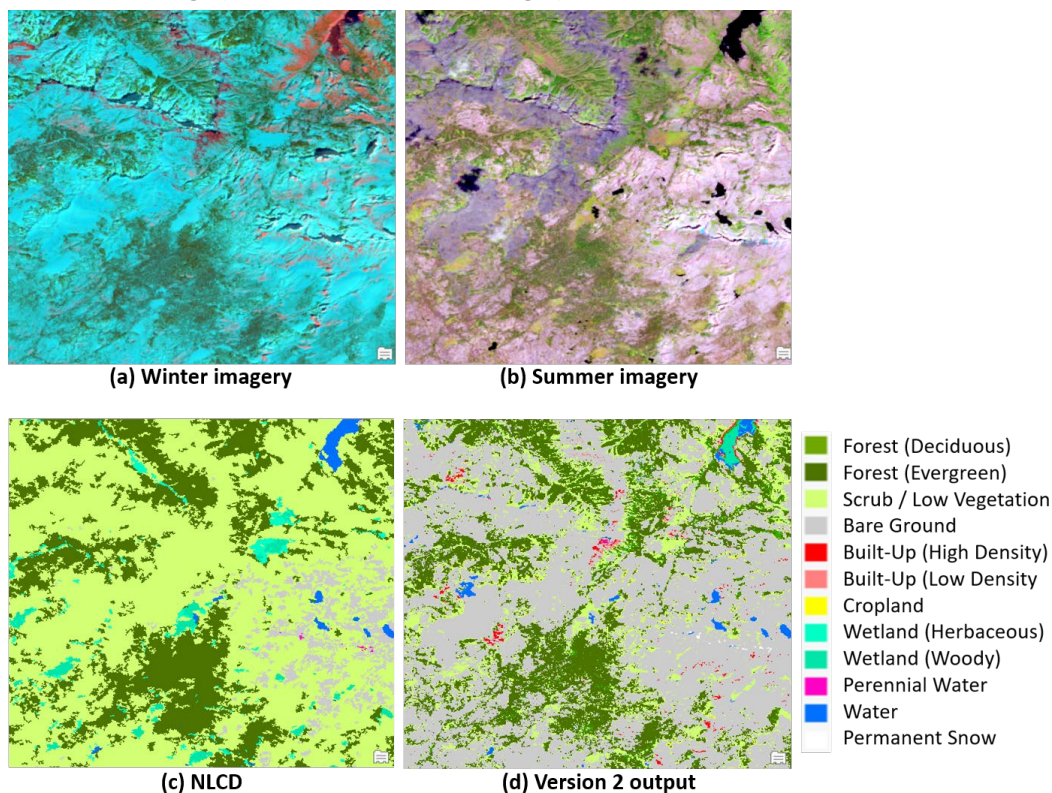 (a) Winter imagery
(b) Summer imagery
Forest (Deciduous)
Forest (Evergreen)
Scrub / Low Vegetation
Bare Ground
Built-Up (High Density)
Built-Up (Low Density
Cropland
Wetland (Herbaceous)
Wetland (Woody)
Perennial Water
Water
Permanent Snow
(c) NLCD
(d) Version 2 output